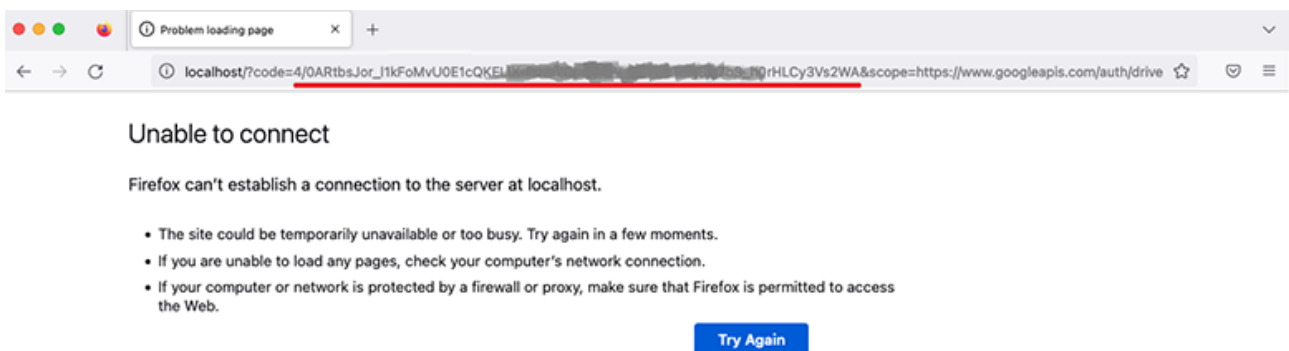 Problem loading page
localhost/?code=4/0ARtbsJor_I1kFoMvU0E1cQKEL rHLCy3Vs2WA&scope=https://www.googleapis.com/auth/drive
Unable to connect
Firefox can't establish a connection to the server at localhost.
• The site could be temporarily unavailable or too busy. Try again in a few moments.
• If you are unable to load any pages, check your computer's network connection.
• If your computer or network is protected by a firewall or proxy, make sure that Firefox is permitted to access
the Web.
Try Again